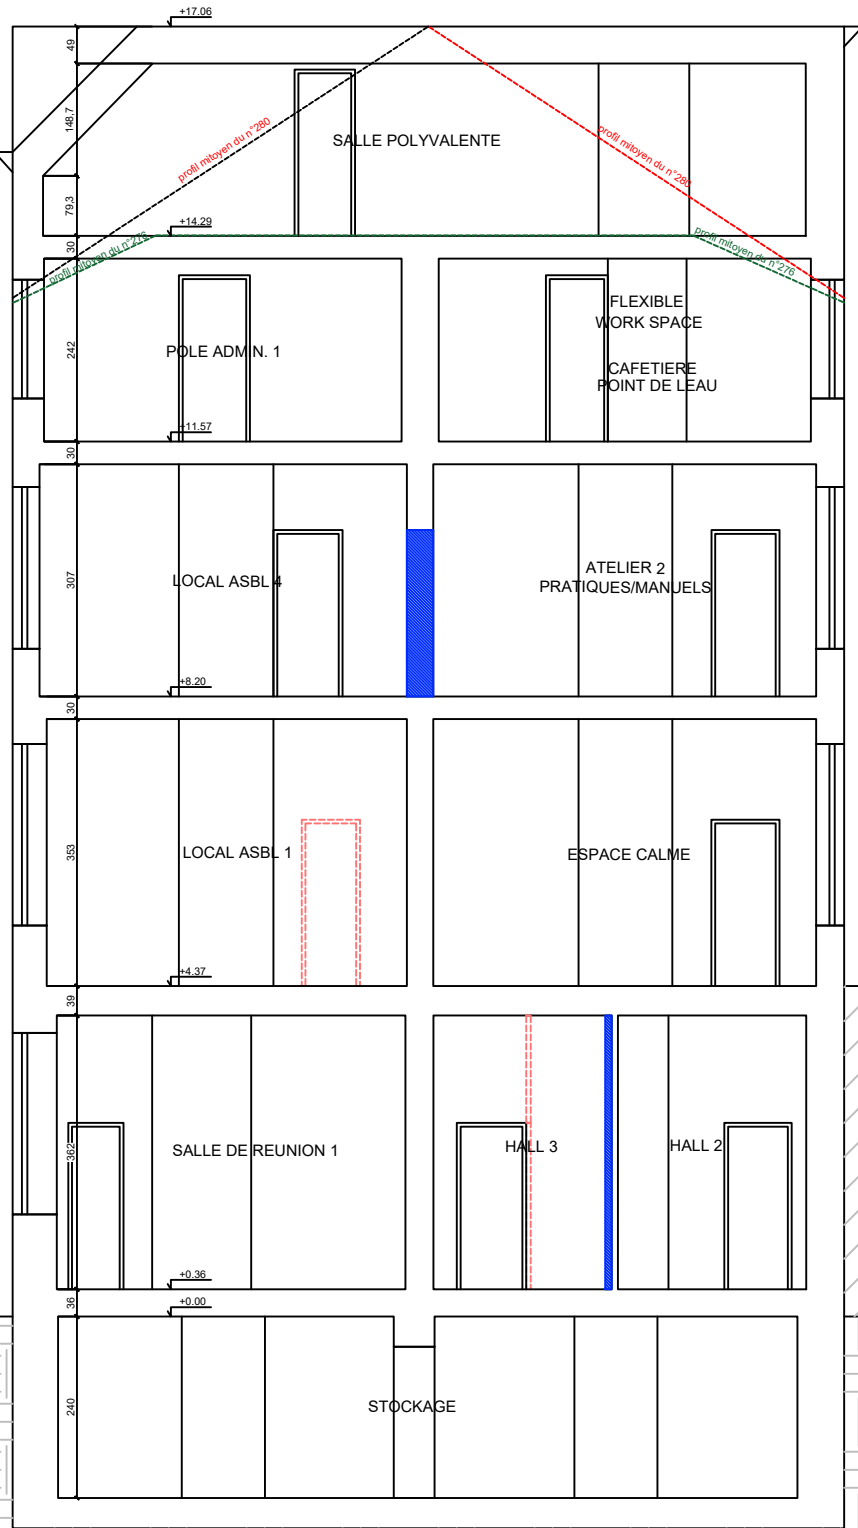 +17.06
49
148,7
profil mitoyen du n°280
SALLE POLYVALENTE
profil mitoyen du n°280
79,3
+14.29
30
profil mitoyen du n°276
profil mitoyen du n°276
FLEXIBLE
WORK SPACE
242
POLE ADMIN. 1
CAFETIERE
POINT DE LEAU
+11.57
30
307
LOCAL ASBL 4
ATELIER 2
PRATIQUES/MANUELS
+8.20
30
353
LOCAL ASBL 1
ESPACE CALME
+4.37
39
362
SALLE DE REUNION 1
HALL 3
HALL 2
+0.36
36
+0.00
240
STOCKAGE